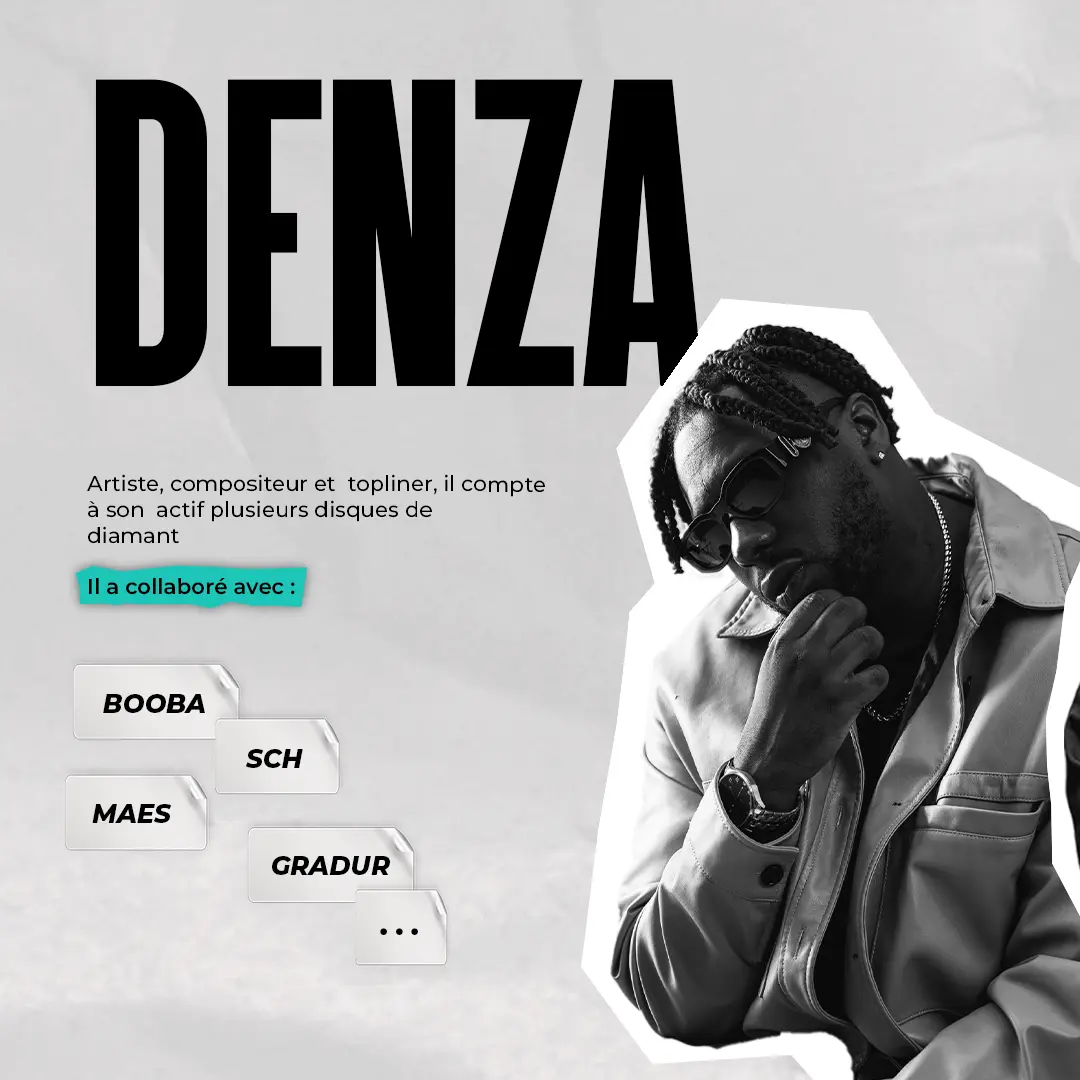 DENZA
Artiste, compositeur et  topliner, il compte
à son  actif plusieurs disques de
diamant
Il a collaboré avec :
BOOBA
SCH
MAES
GRADUR
...